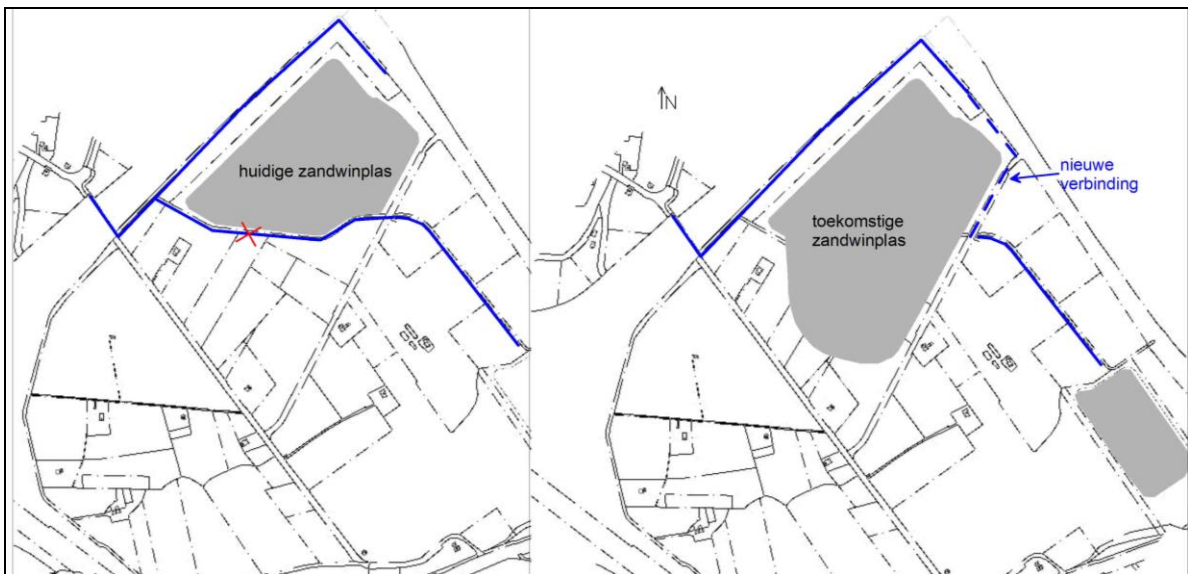 huidige zandwinplas
N
toekomstige
zandwinplas
nieuwe
verbinding